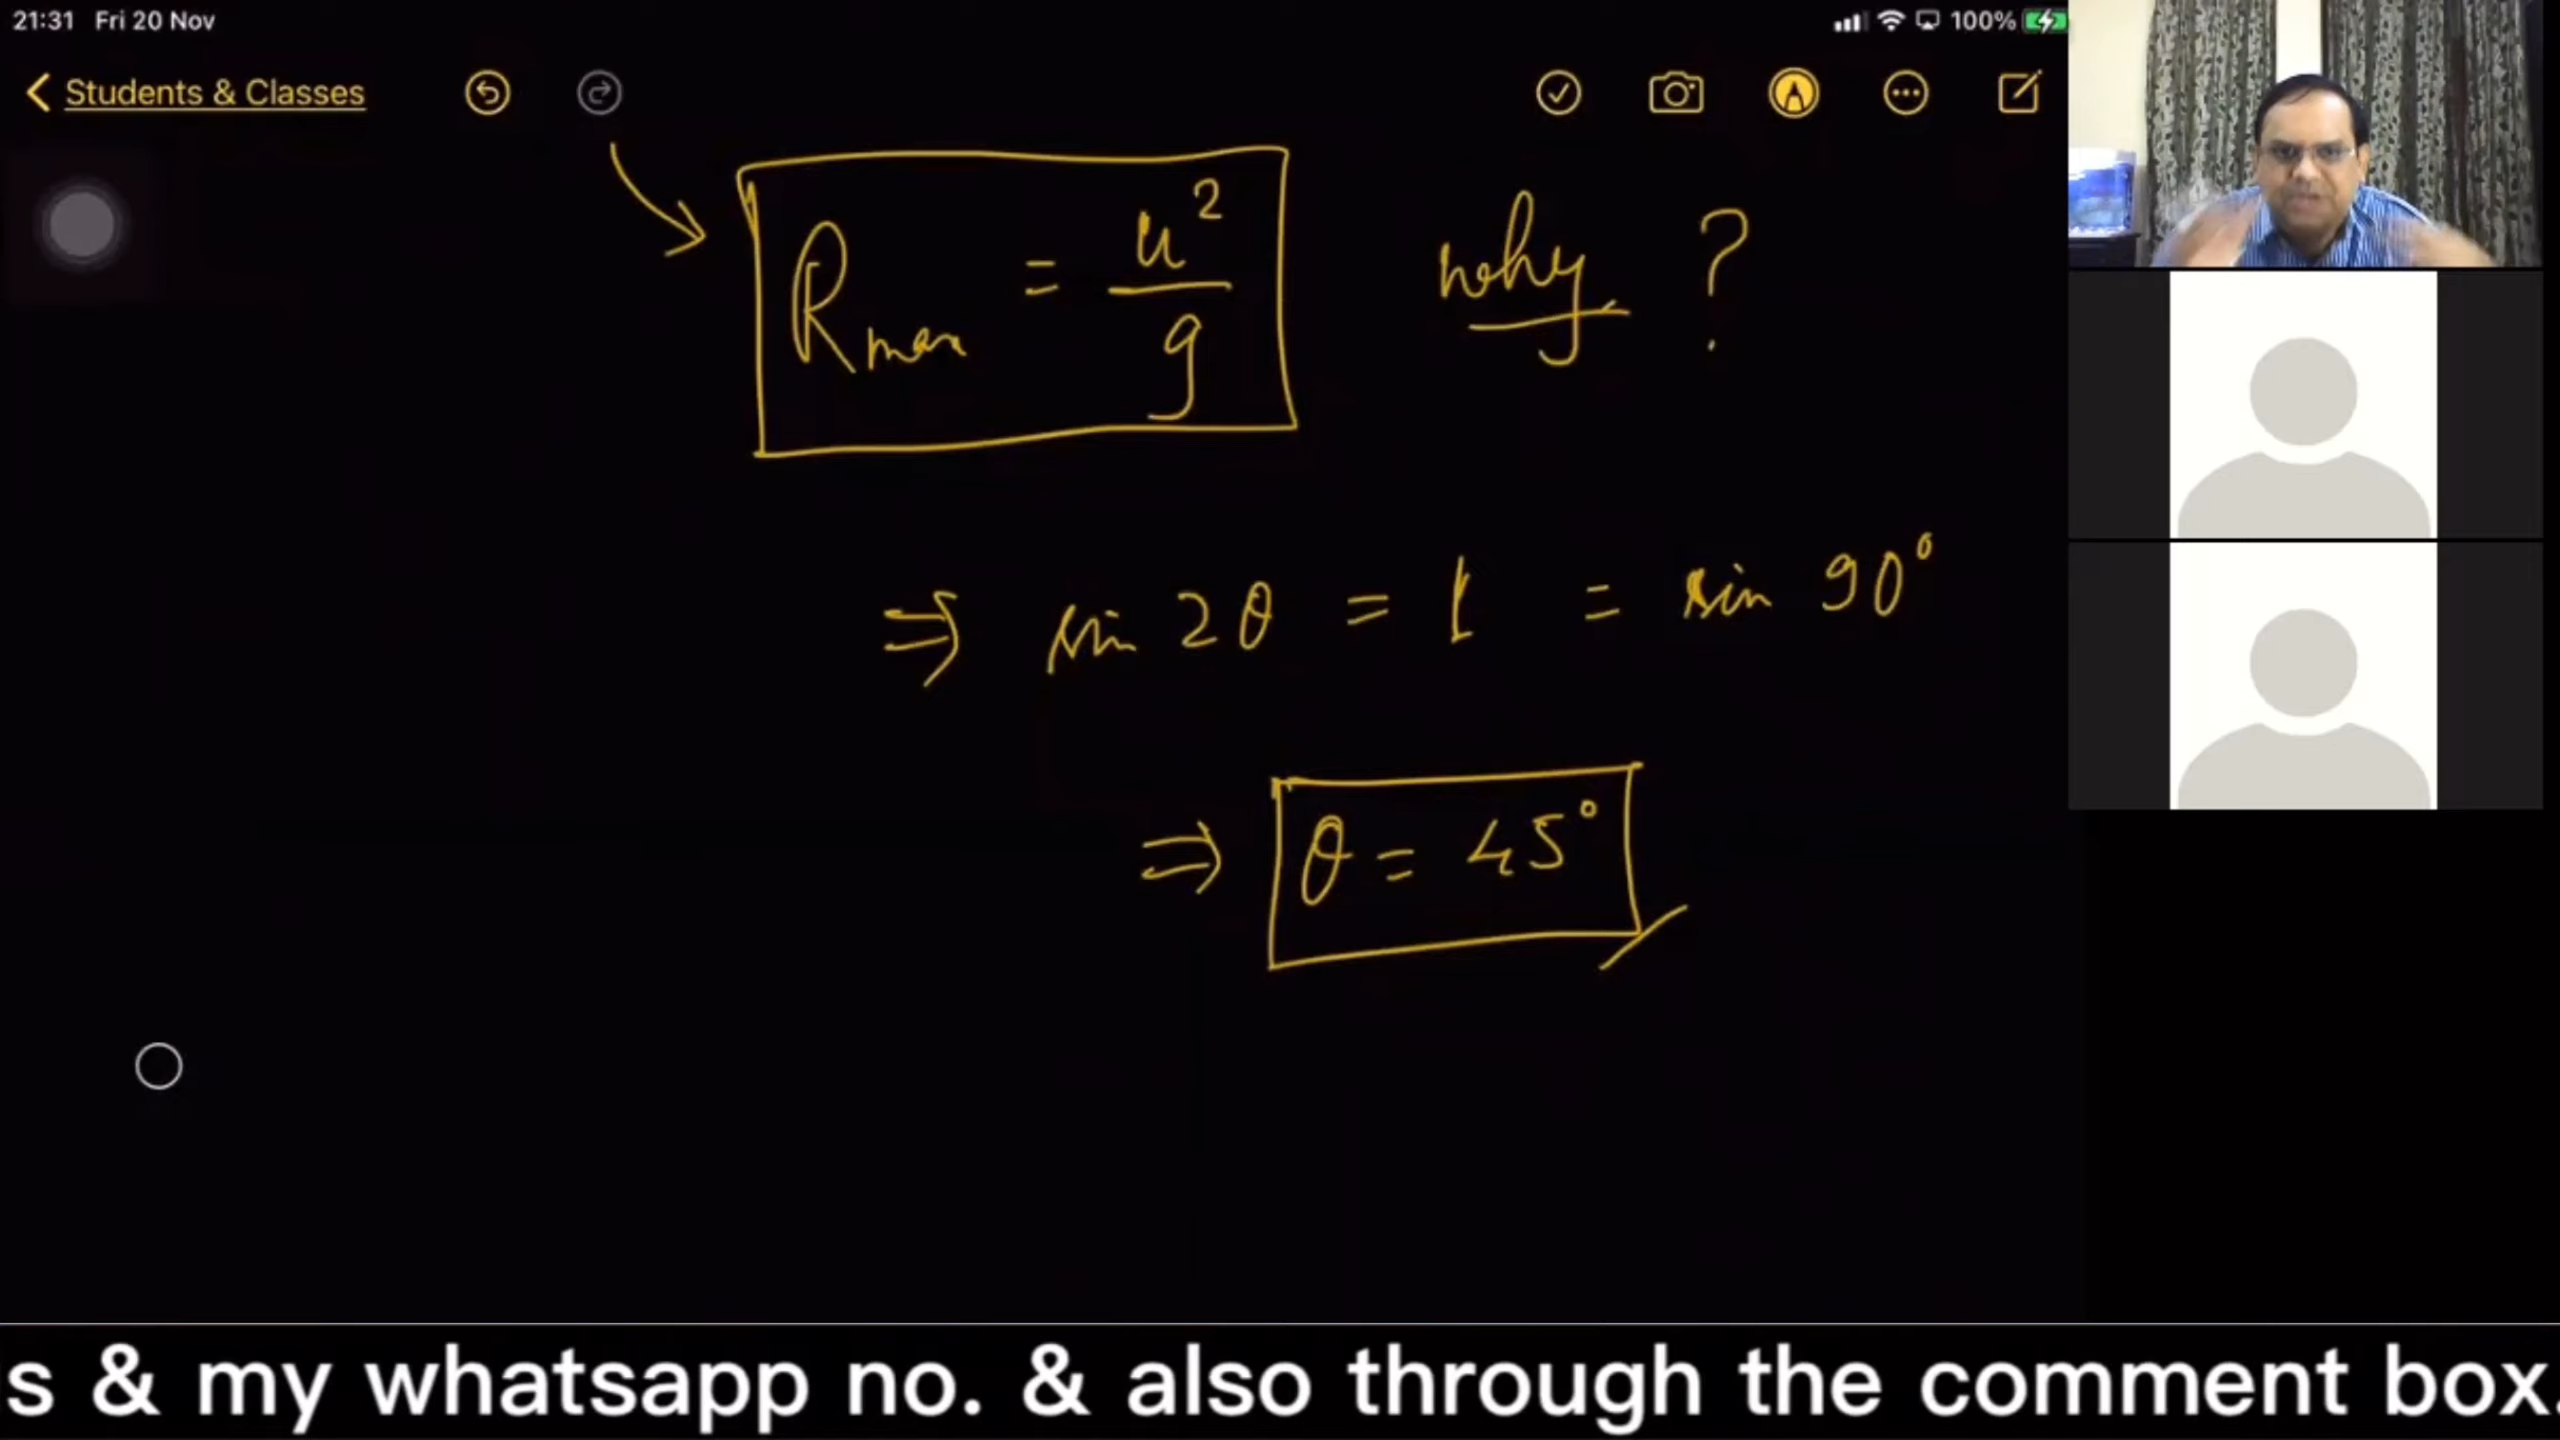 21:31 Fri 20 Nov 100%
Students & Classes
Rmax = u²/g why ?
⇒ sin 2θ = 1 = sin 90°
⇒ θ = 45°
s & my whatsapp no. & also through the comment box.